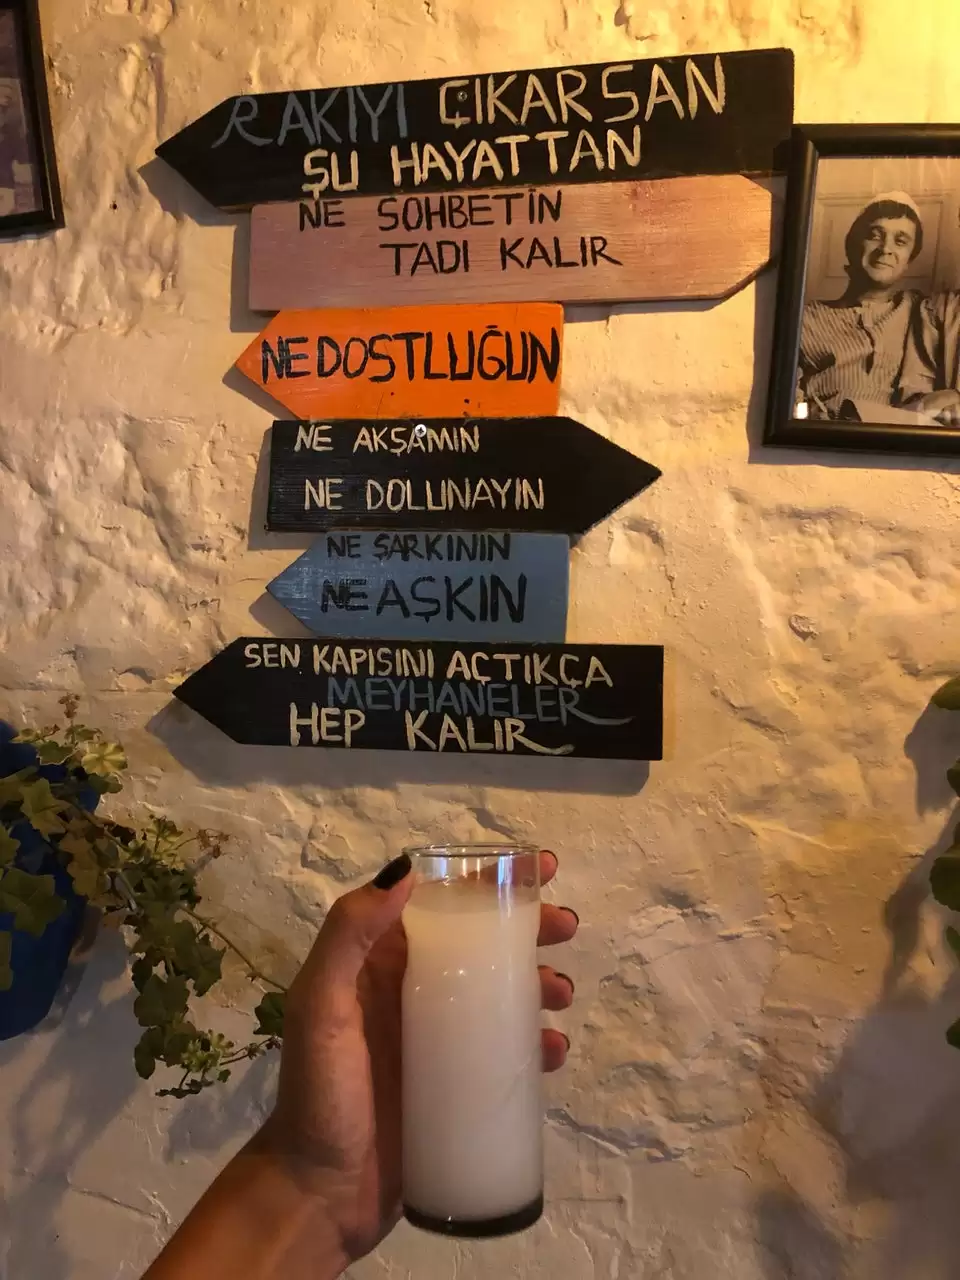 RAKIYI ÇIKARSAN
ŞU HAYATTAN
NE SOHBETİN
TADI KALIR
NE DOSTLUĞUN
NE AKŞAMIN
NE DOLUNAYIN
NE ŞARKININ
NE AŞKIN
SEN KAPISINI AÇTIKÇA
MEYHANELER
HEP KALIR